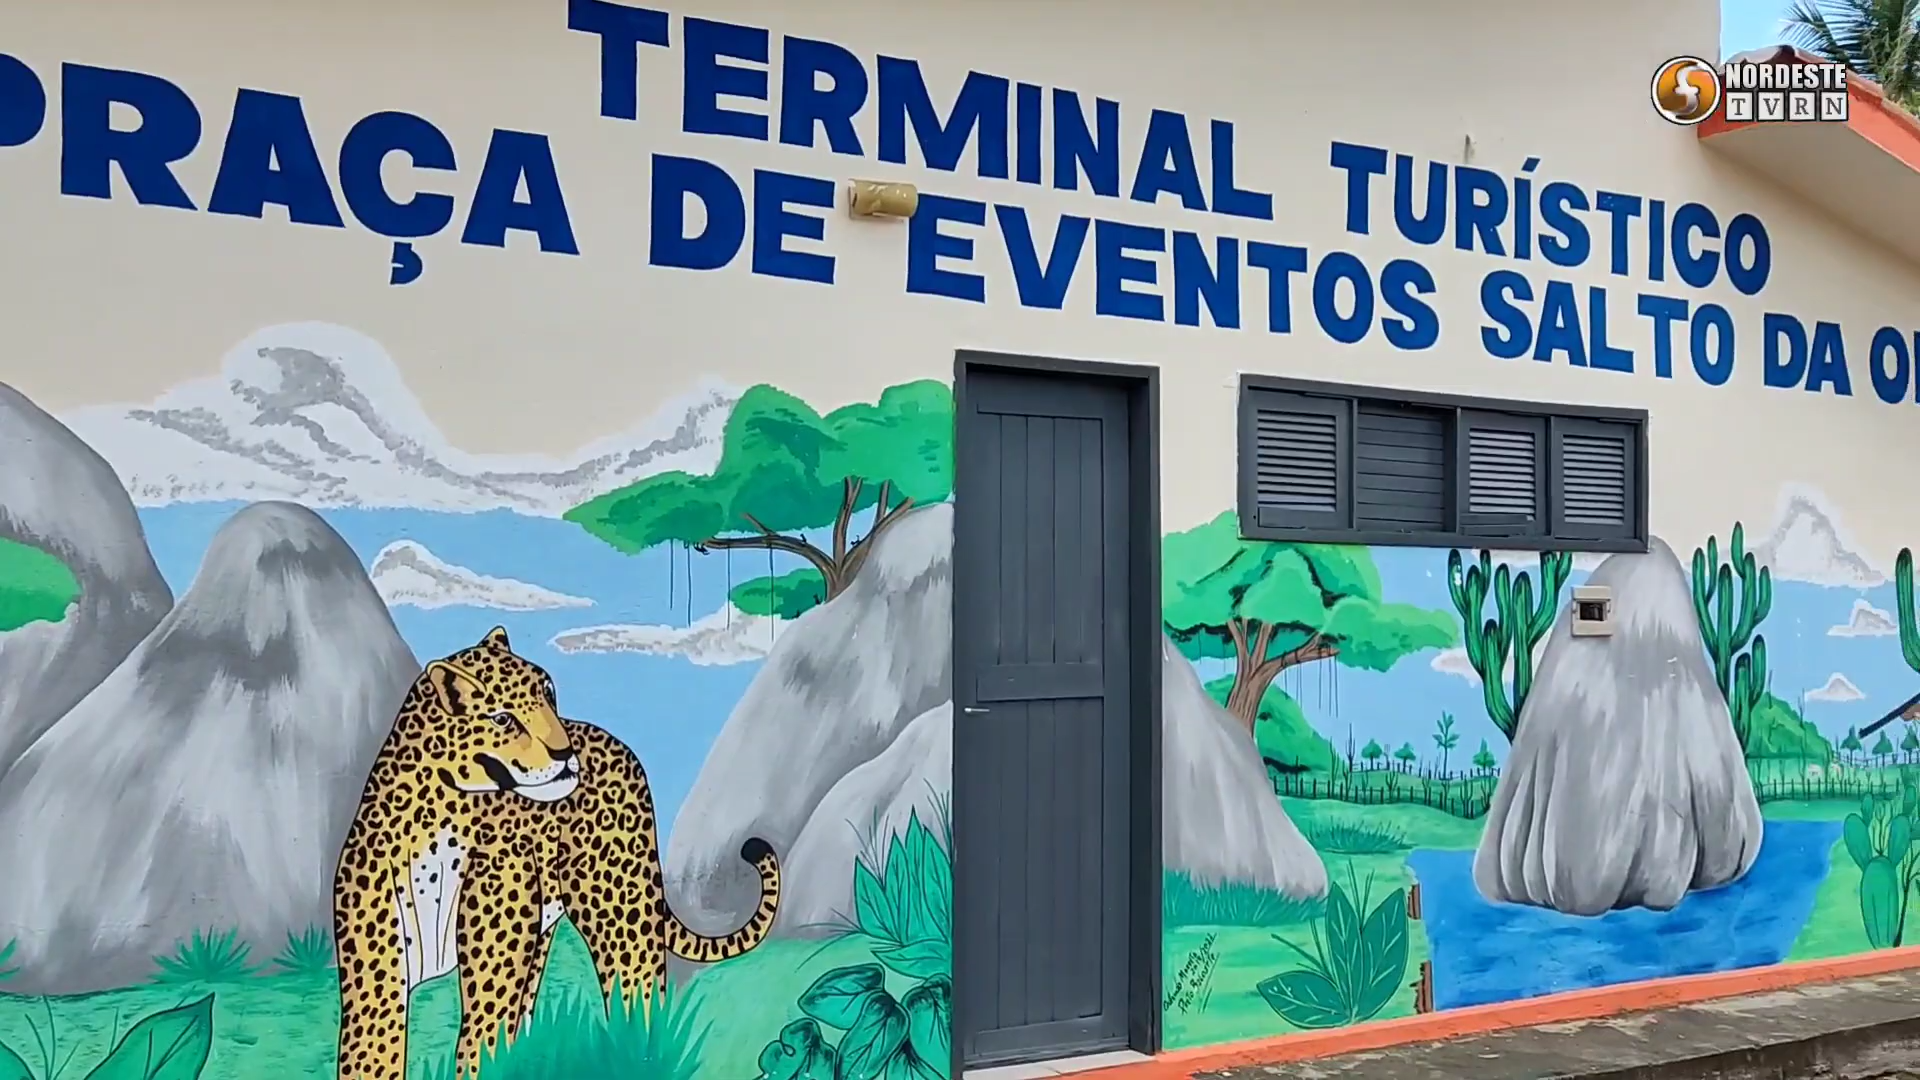 TERMINAL TURÍSTICO
PRAÇA DE EVENTOS SALTO DA
NORDESTE
TVRN